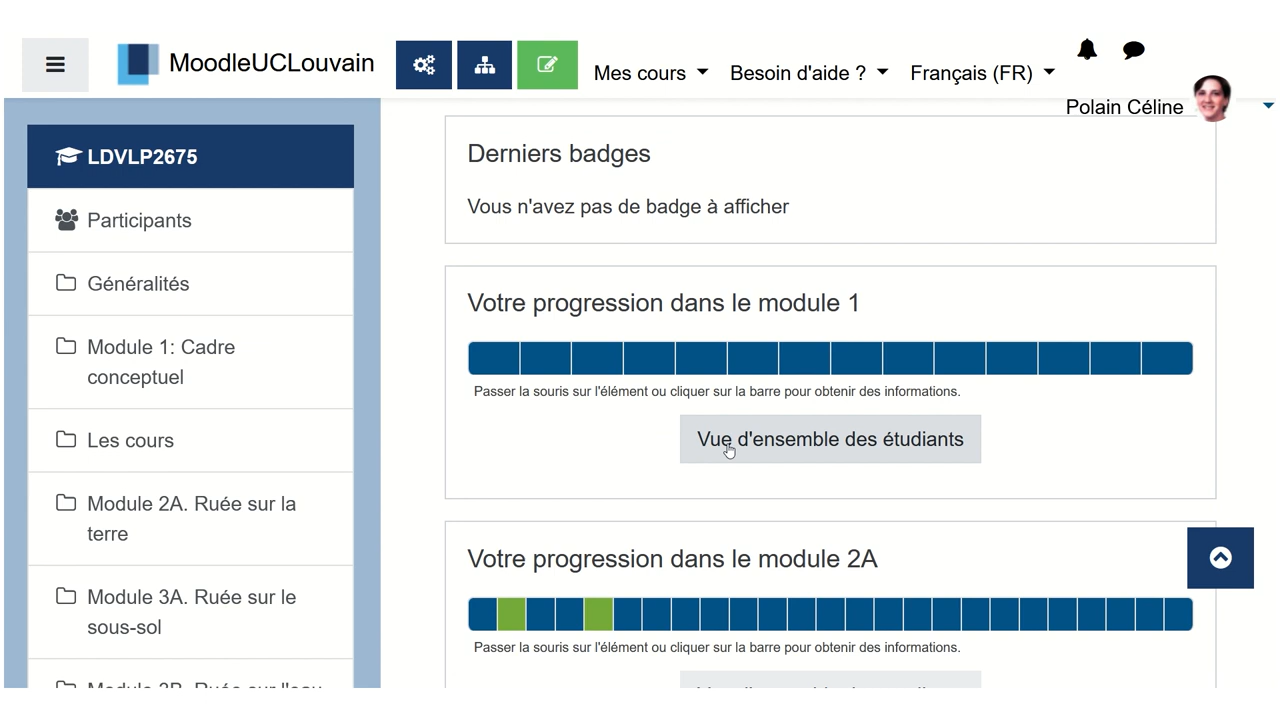 MoodleUCLouvain
Mes cours
Besoin d'aide ?
Français (FR)
Polain Céline
LDVLP2675
Participants
Généralités
Module 1: Cadre
conceptuel
Les cours
Module 2A. Ruée sur la
terre
Module 3A. Ruée sur le
sous-sol
Derniers badges
Vous n'avez pas de badge à afficher
Votre progression dans le module 1
Passer la souris sur l'élément ou cliquer sur la barre pour obtenir des informations.
Vue d'ensemble des étudiants
Votre progression dans le module 2A
Passer la souris sur l'élément ou cliquer sur la barre pour obtenir des informations.